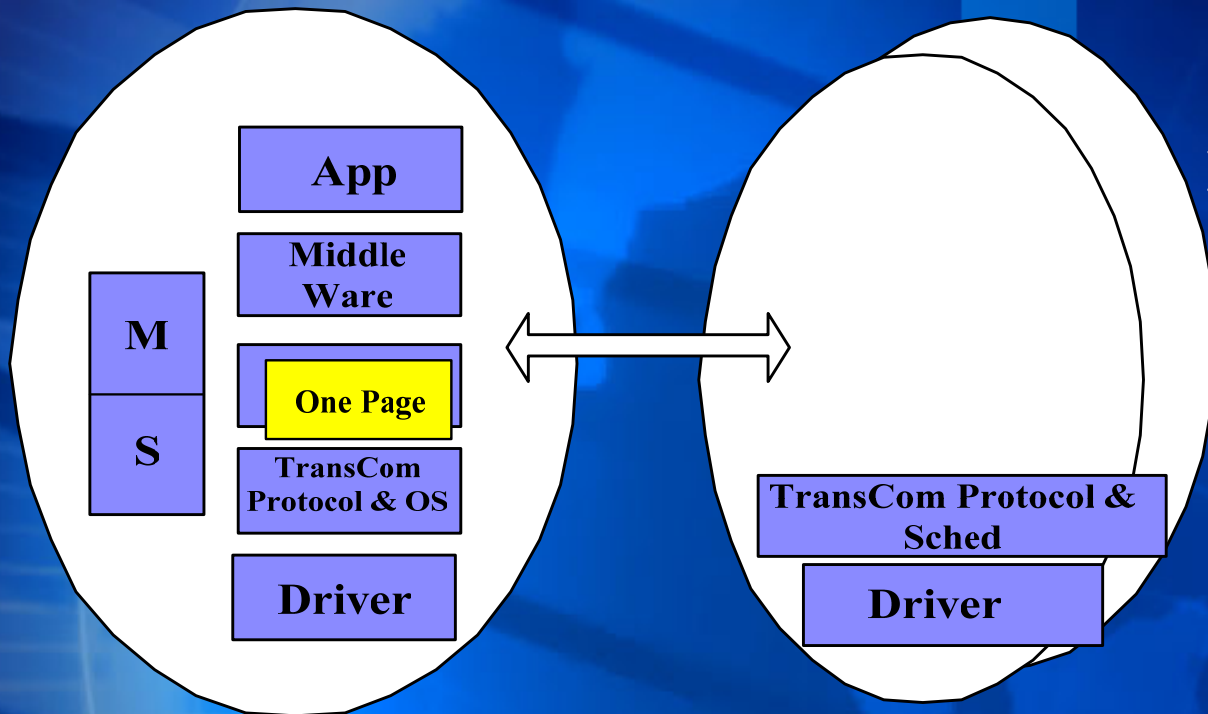 App
Middle
Ware
M
One Page
S
TransCom
Protocol & OS
Driver
TransCom Protocol &
Sched
Driver